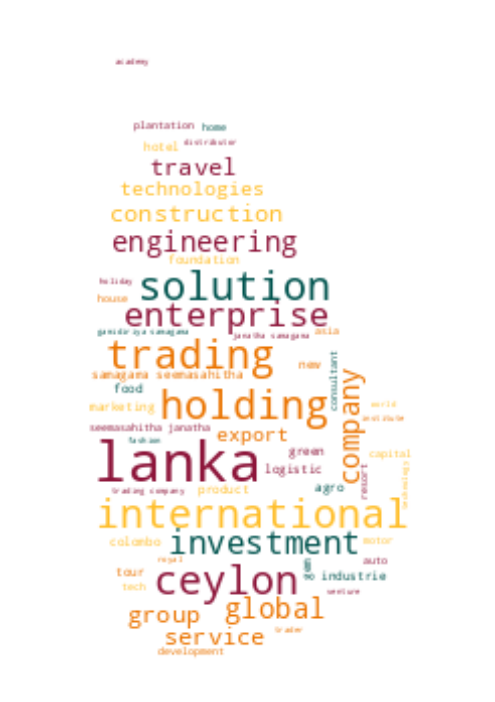 academy
plantation home
hotel distributor
travel
technologies
construction
engineering
foundation
holiday solution
house enterprise
gamidiriya samagama janatha samagama asia
trading
samagama seemasahitha new
food consultant company
marketing holding world
institute
seemasahitha janatha export
fashion
lanka green capital
logistic resort technology
trading company product agro
international
colombo investment motor
royal auto
tour ceylon gem industrie
tech venture
group global
service trader
development